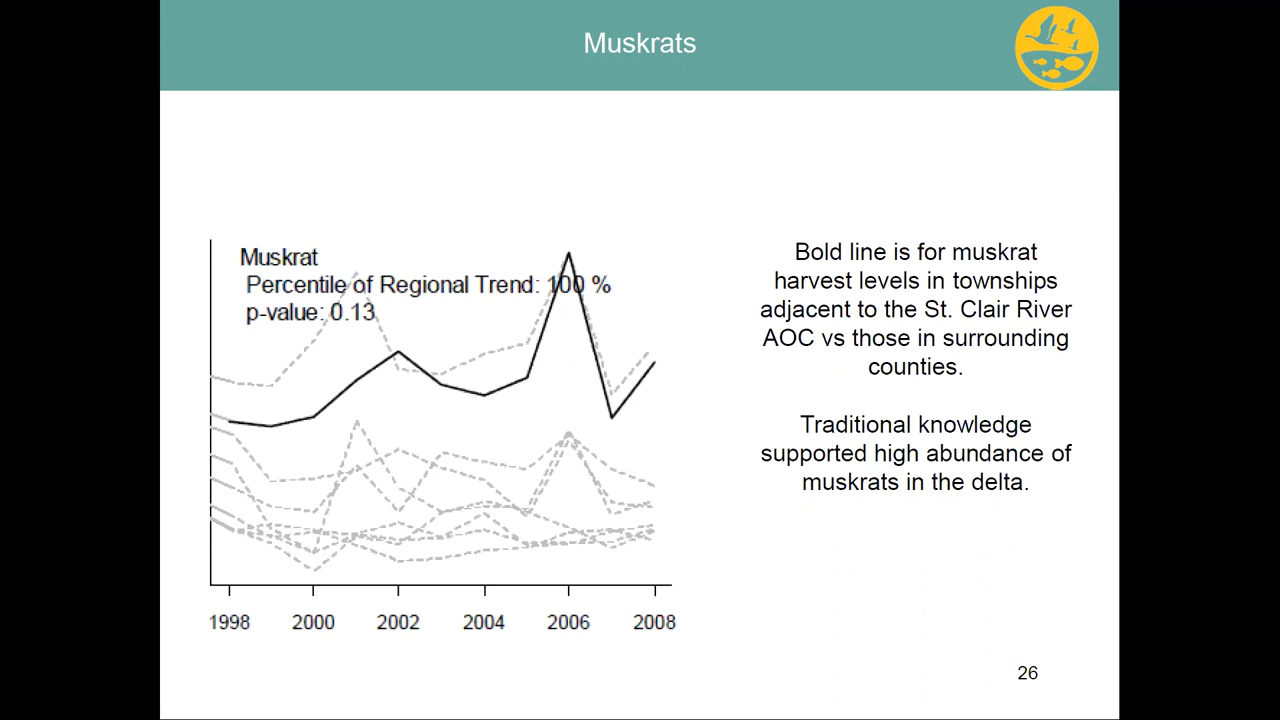 Muskrats
Muskrat
Percentile of Regional Trend: 100 %
p-value: 0.13
1998 2000 2002 2004 2006 2008
Bold line is for muskrat
harvest levels in townships
adjacent to the St. Clair River
AOC vs those in surrounding
counties.
Traditional knowledge
supported high abundance of
muskrats in the delta.
26